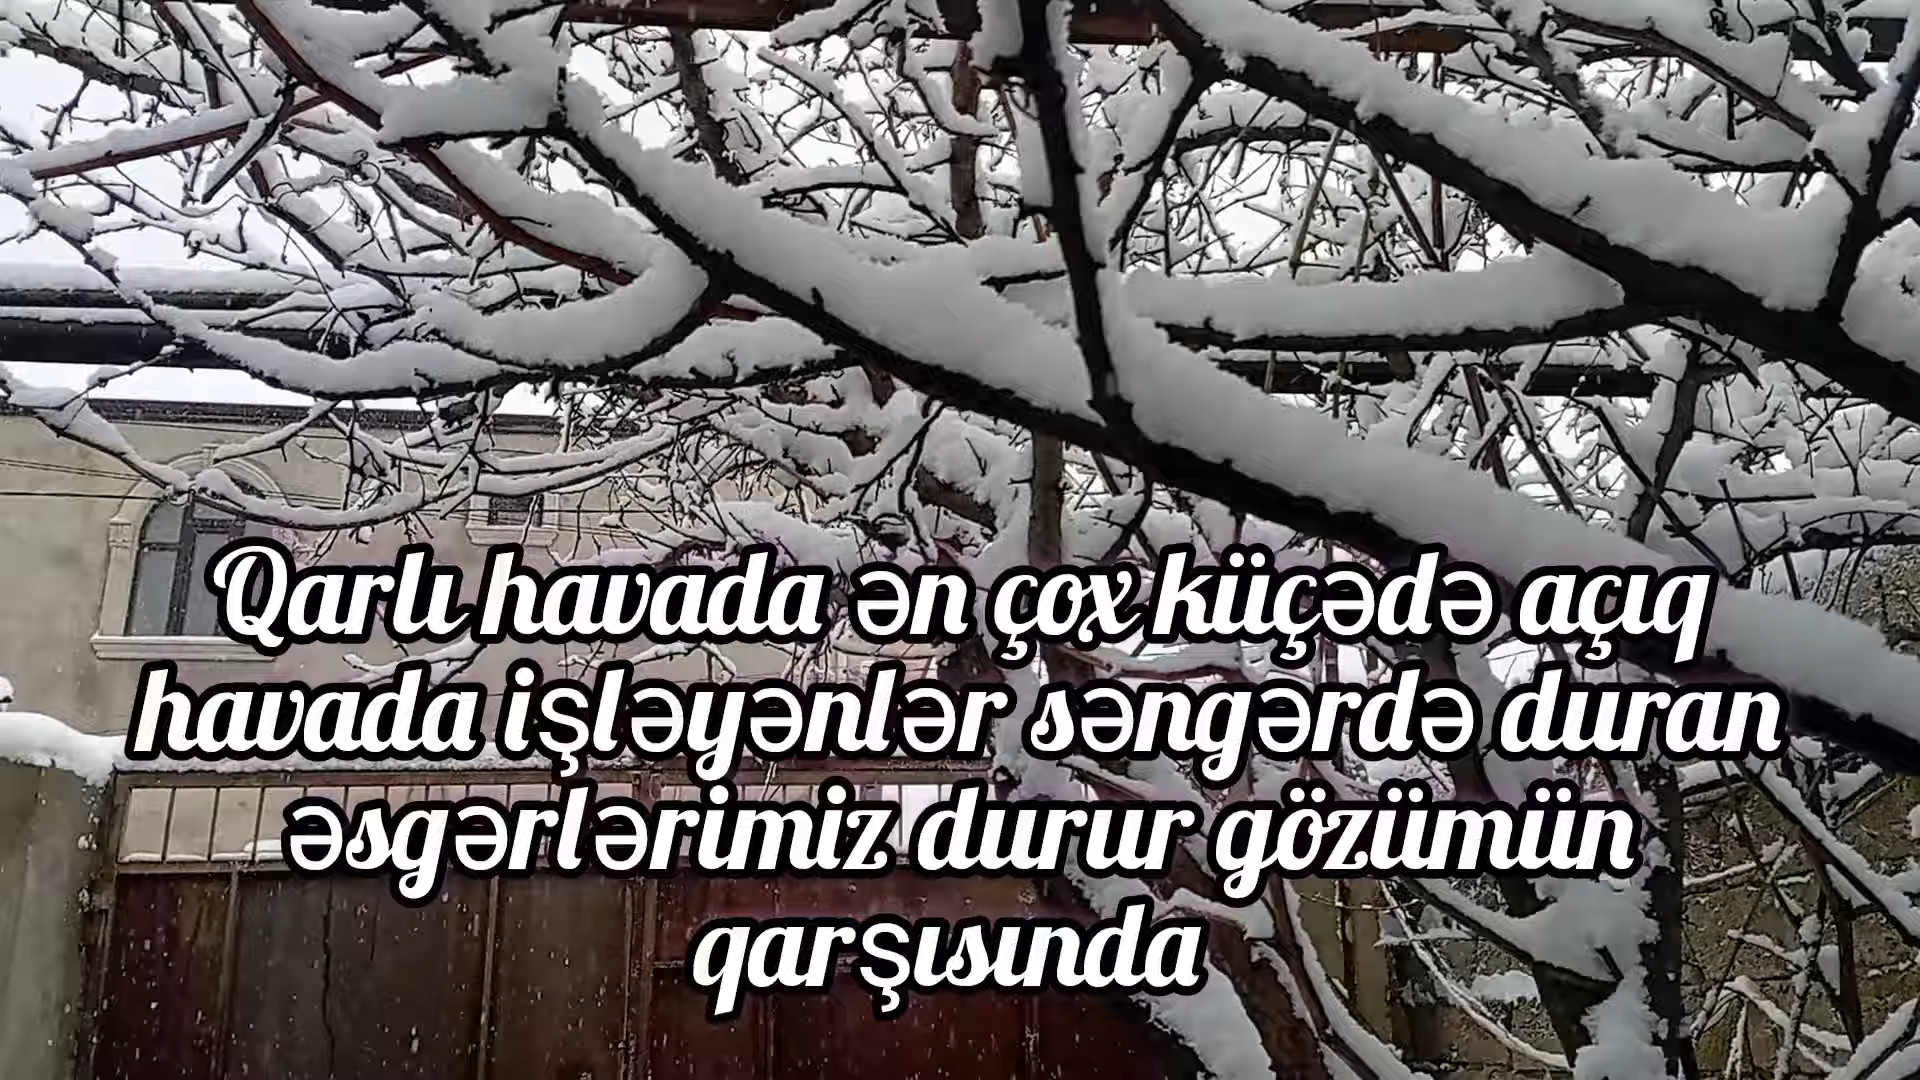 Qarlı havada ən çox küçədə açıq
havada işləyənlər səngərdə duran
əsgərlərimiz durur gözümün
qarşısında